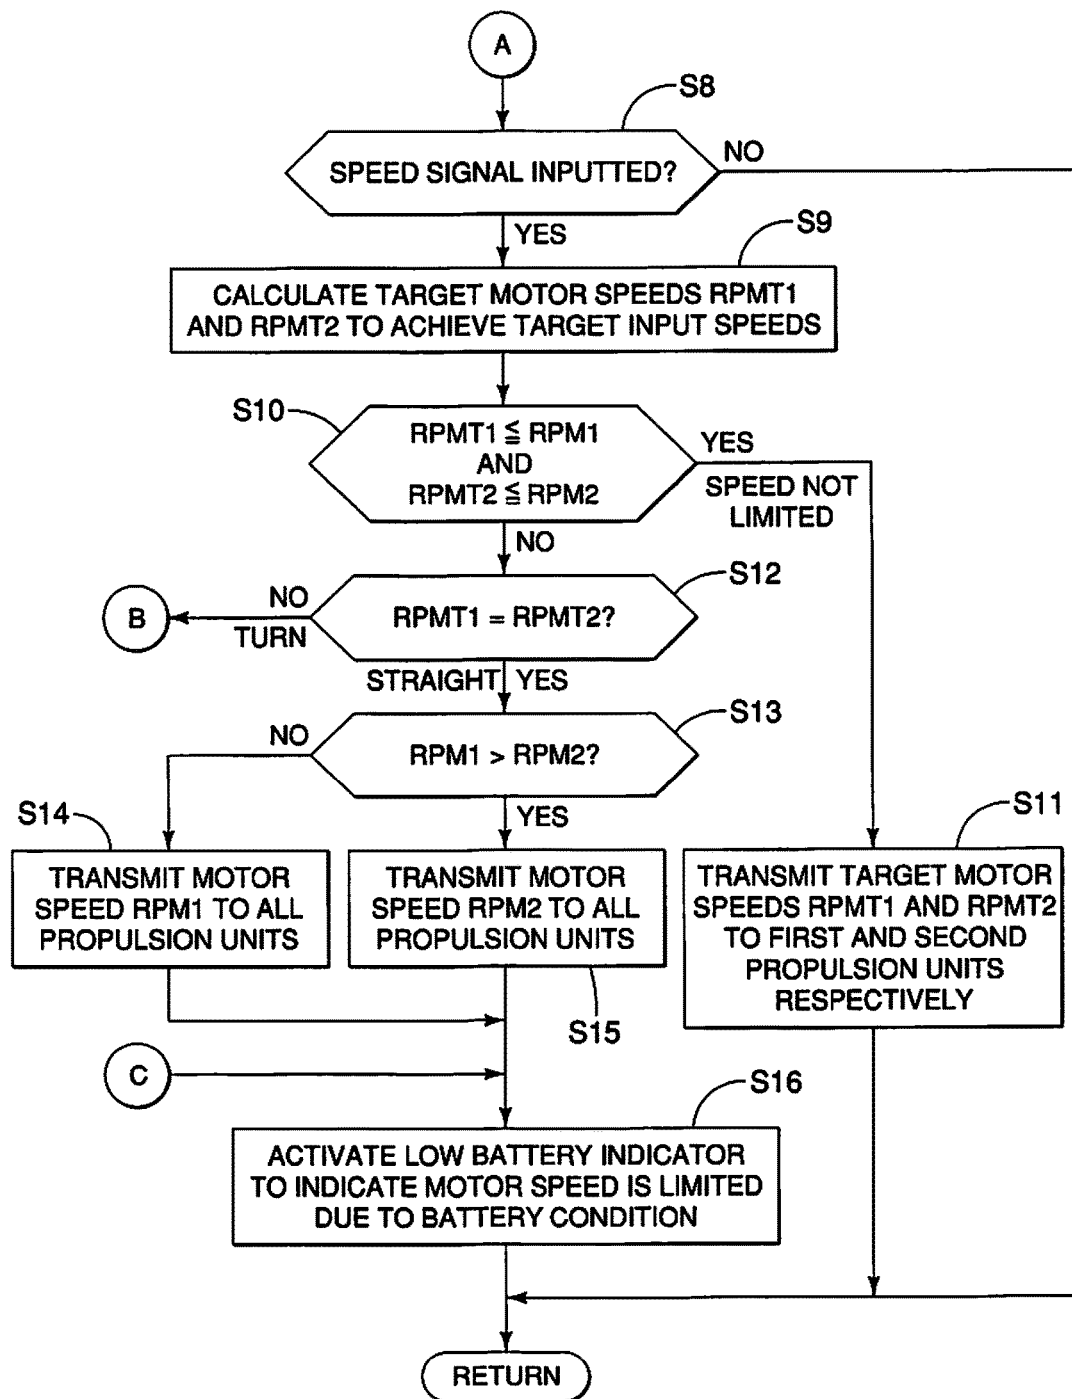 A
S8
SPEED SIGNAL INPUTTED?
NO
YES
S9
CALCULATE TARGET MOTOR SPEEDS RPMT1
AND RPMT2 TO ACHIEVE TARGET INPUT SPEEDS
S10
RPMT1 ≦ RPM1
AND
RPMT2 ≦ RPM2
YES
SPEED NOT
LIMITED
NO
S12
RPMT1 = RPMT2?
NO
TURN
B
STRAIGHT YES
S13
RPM1 > RPM2?
NO
YES
S14
TRANSMIT MOTOR
SPEED RPM1 TO ALL
PROPULSION UNITS
TRANSMIT MOTOR
SPEED RPM2 TO ALL
PROPULSION UNITS
S15
S11
TRANSMIT TARGET MOTOR
SPEEDS RPMT1 AND RPMT2
TO FIRST AND SECOND
PROPULSION UNITS
RESPECTIVELY
C
S16
ACTIVATE LOW BATTERY INDICATOR
TO INDICATE MOTOR SPEED IS LIMITED
DUE TO BATTERY CONDITION
RETURN